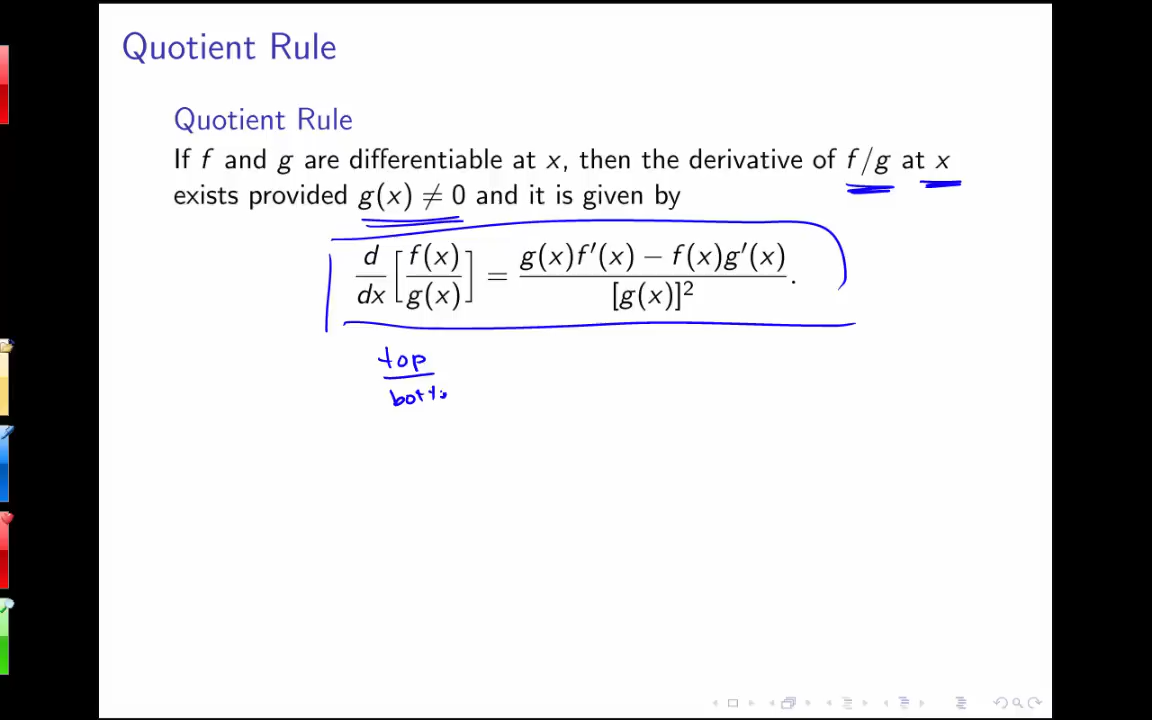 Quotient Rule
Quotient Rule
If f and g are differentiable at x, then the derivative of f/g at x
exists provided g(x) ≠ 0 and it is given by
d/dx [f(x)/g(x)] = g(x)f′(x) − f(x)g′(x) / [g(x)]².
top